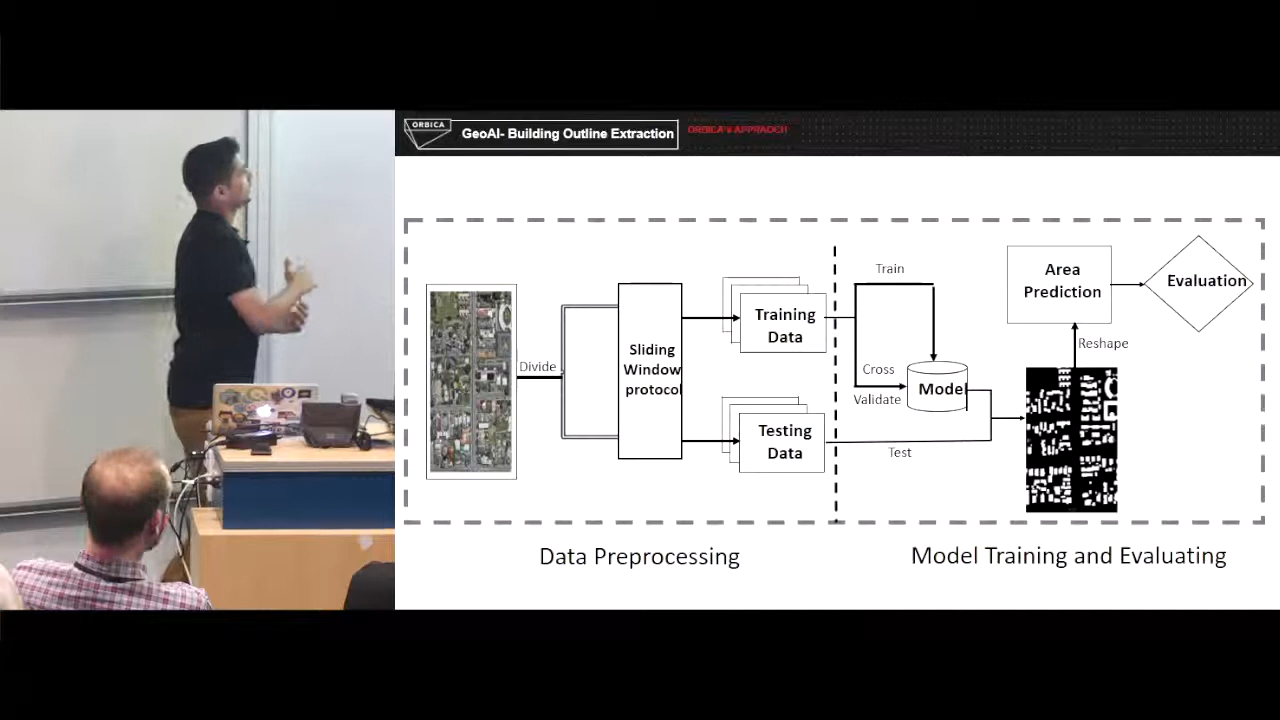 ORBICA
GeoAI- Building Outline Extraction
ORBICA'S APPRAOCH
Divide
Sliding
Window
protocol
Training
Data
Testing
Data
Train
Cross
Validate
Model
Test
Area
Prediction
Evaluation
Reshape
Data Preprocessing
Model Training and Evaluating